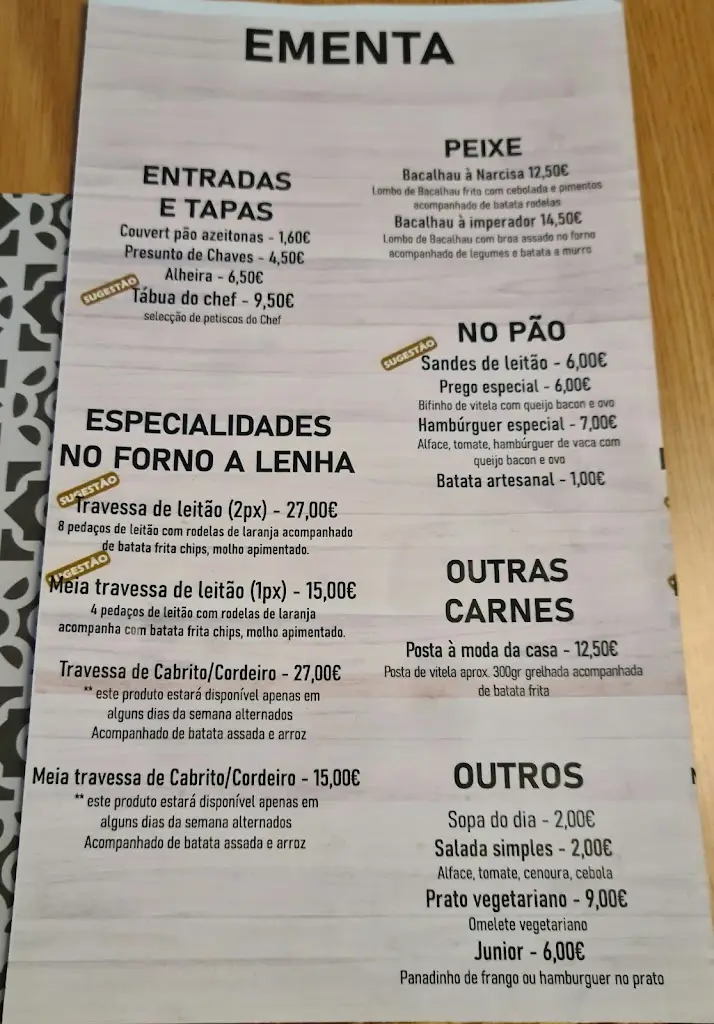 EMENTA
ENTRADAS
E TAPAS
Couvert pão azeitonas - 1,60€
Presunto de Chaves - 4,50€
Alheira - 6,50€
SUGESTÃO
Tábua do chef - 9,50€
selecção de petiscos do Chef
ESPECIALIDADES
NO FORNO A LENHA
SUGESTÃO
Travessa de leitão (2px) - 27,00€
8 pedaços de leitão com rodelas de laranja acompanhado
de batata frita chips, molho apimentado.
SUGESTÃO
Meia travessa de leitão (1px) - 15,00€
4 pedaços de leitão com rodelas de laranja
acompanha com batata frita chips, molho apimentado.
Travessa de Cabrito/Cordeiro - 27,00€
** este produto estará disponível apenas em
alguns dias da semana alternados
Acompanhado de batata assada e arroz
Meia travessa de Cabrito/Cordeiro - 15,00€
** este produto estará disponível apenas em
alguns dias da semana alternados
Acompanhado de batata assada e arroz
PEIXE
Bacalhau à Narcisa 12,50€
Lombo de Bacalhau frito com cebolada e pimentos
acompanhado de batata rodelas
Bacalhau à imperador 14,50€
Lombo de Bacalhau com broa assado no forno
acompanhado de legumes e batata a murro
NO PÃO
SUGESTÃO
Sandes de leitão - 6,00€
Prego especial - 6,00€
Bifinho de vitela com queijo bacon e ovo
Hambúrguer especial - 7,00€
Alface, tomate, hambúrguer de vaca com
queijo bacon e ovo
Batata artesanal - 1,00€
OUTRAS
CARNES
Posta à moda da casa - 12,50€
Posta de vitela aprox. 300gr grelhada acompanhada
de batata frita
OUTROS
Sopa do dia - 2,00€
Salada simples - 2,00€
Alface, tomate, cenoura, cebola
Prato vegetariano - 9,00€
Omelete vegetariano
Junior - 6,00€
Panadinho de frango ou hamburguer no prato